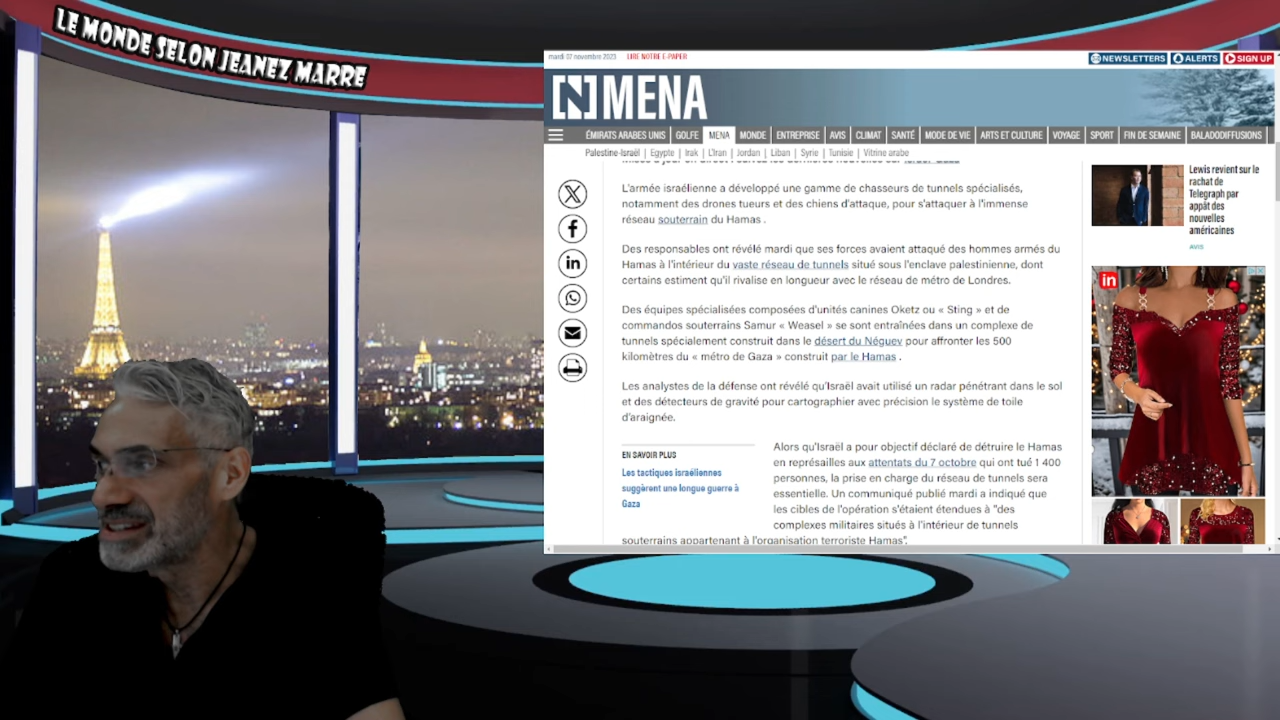 LE MONDE SELON JEANEZ MARRE
mardi 07 novembre 2023 LIRE NOTRE E-PAPER
NEWSLETTERS ALERTS SIGN UP
MENA
ÉMIRATS ARABES UNIS GOLFE MENA MONDE ENTREPRISE AVIS CLIMAT SANTÉ MODE DE VIE ARTS ET CULTURE VOYAGE SPORT FIN DE SEMAINE BALADODIFFUSIONS
Palestine-Israël | Egypte | Irak | L'Iran | Jordan | Liban | Syrie | Tunisie | Vitrine arabe
L'armée israélienne a développé une gamme de chasseurs de tunnels spécialisés,
notamment des drones tueurs et des chiens d'attaque, pour s'attaquer à l'immense
réseau souterrain du Hamas .
Des responsables ont révélé mardi que ses forces avaient attaqué des hommes armés du
Hamas à l'intérieur du vaste réseau de tunnels situé sous l'enclave palestinienne, dont
certains estiment qu'il rivalise en longueur avec le réseau de métro de Londres.
Des équipes spécialisées composées d'unités canines Oketz ou « Sting » et de
commandos souterrains Samur « Weasel » se sont entraînées dans un complexe de
tunnels spécialement construit dans le désert du Néguev pour affronter les 500
kilomètres du « métro de Gaza » construit par le Hamas .
Les analystes de la défense ont révélé qu'Israël avait utilisé un radar pénétrant dans le sol
et des détecteurs de gravité pour cartographier avec précision le système de toile
d'araignée.
EN SAVOIR PLUS
Les tactiques israéliennes
suggèrent une longue guerre à
Gaza
Alors qu'Israël a pour objectif déclaré de détruire le Hamas
en représailles aux attentats du 7 octobre qui ont tué 1 400
personnes, la prise en charge du réseau de tunnels sera
essentielle. Un communiqué publié mardi a indiqué que
les cibles de l'opération s'étaient étendues à "des
complexes militaires situés à l'intérieur de tunnels
souterrains appartenant à l'organisation terroriste Hamas".
Lewis revient sur le
rachat de
Telegraph par
appât des
nouvelles
américaines
AVIS